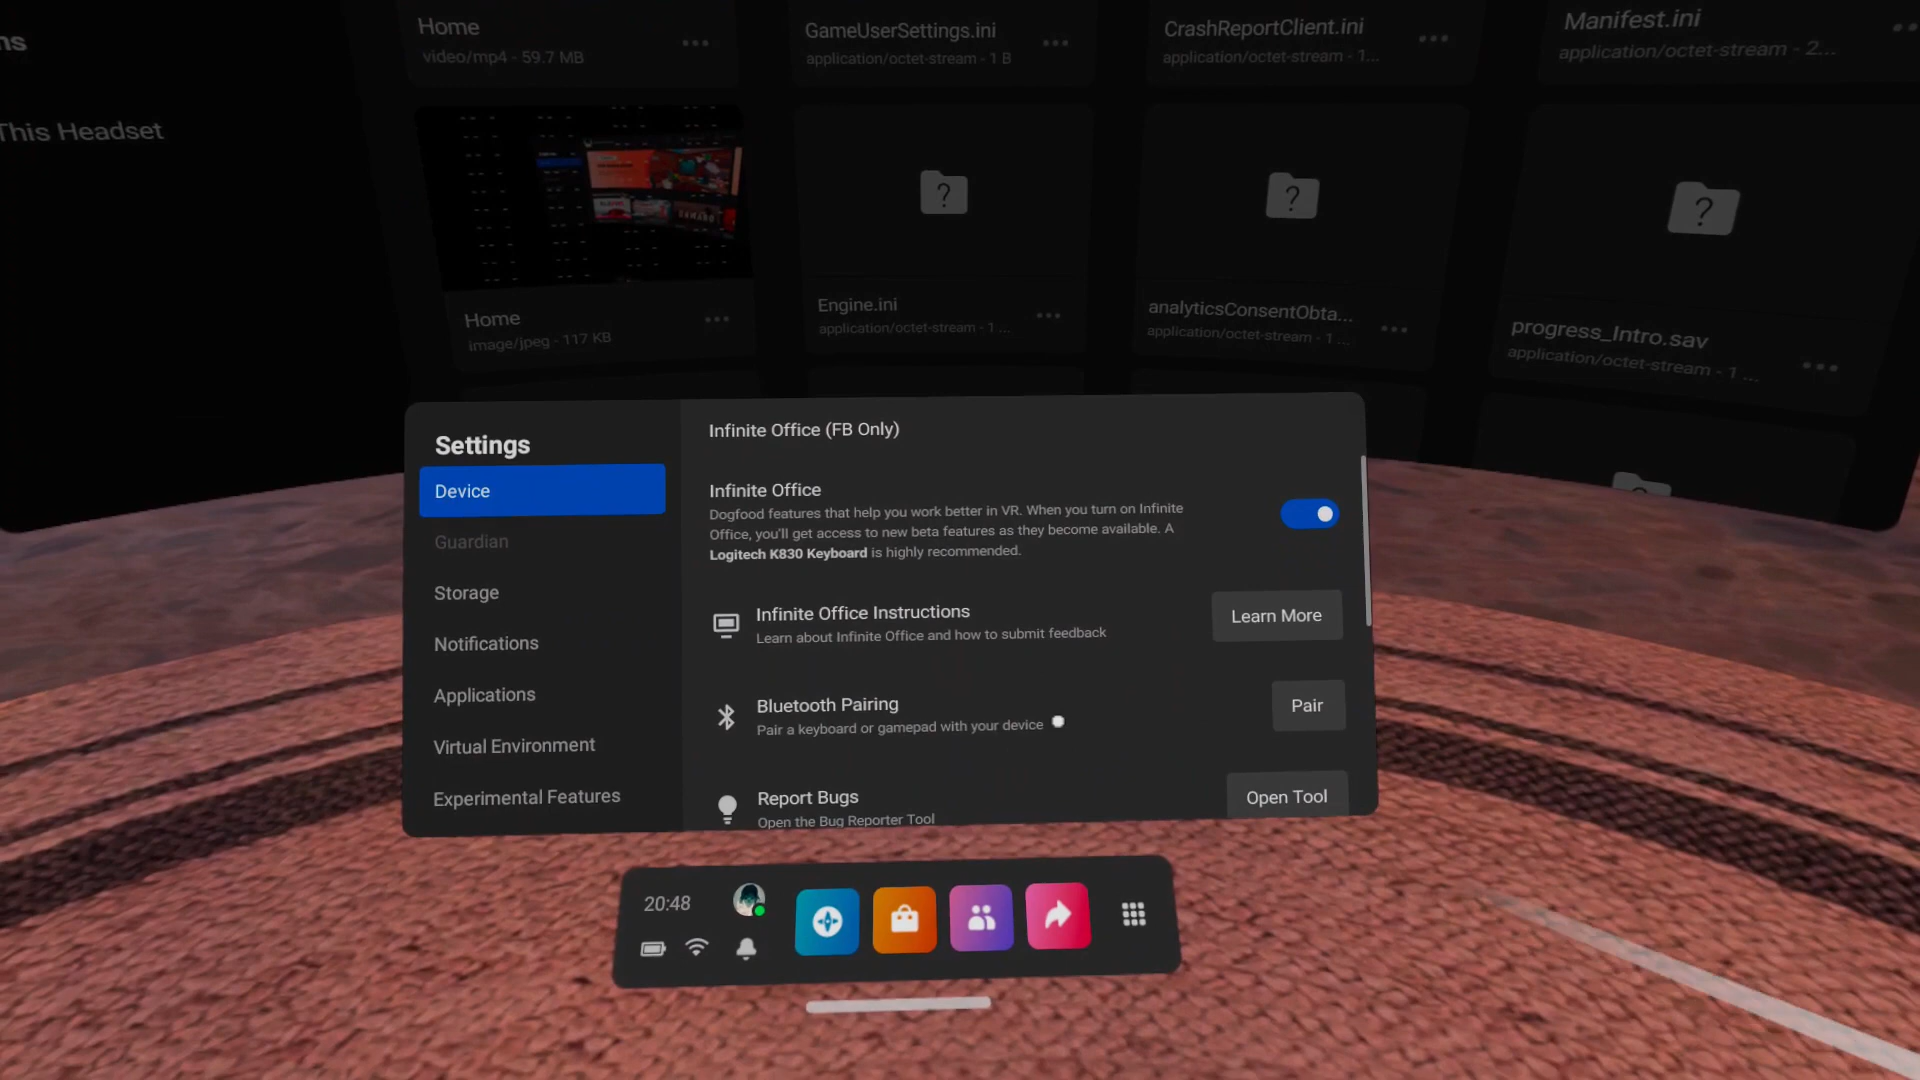 ns
This Headset
Home
video/mp4 - 59.7 MB
GameUserSettings.ini
application/octet-stream - 1 B
CrashReportClient.ini
application/octet-stream - 1...
Manifest.ini
application/octet-stream - 2...
Home
image/jpeg - 117 KB
Engine.ini
application/octet-stream - 1 ...
analyticsConsentObta...
application/octet-stream - 1 ...
progress_Intro.sav
application/octet-stream - 1 ...
Settings
Device
Guardian
Storage
Notifications
Applications
Virtual Environment
Experimental Features
Infinite Office (FB Only)
Infinite Office
Dogfood features that help you work better in VR. When you turn on Infinite
Office, you'll get access to new beta features as they become available. A
Logitech K830 Keyboard is highly recommended.
Infinite Office Instructions
Learn about Infinite Office and how to submit feedback
Learn More
Bluetooth Pairing
Pair a keyboard or gamepad with your device
Pair
Report Bugs
Open the Bug Reporter Tool
Open Tool
20:48